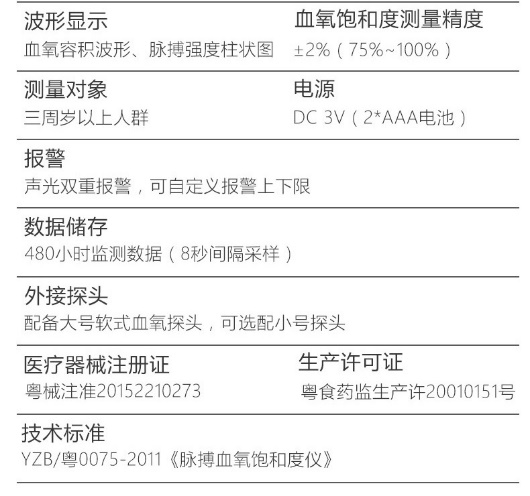 波形显示
血氧容积波形、脉搏强度柱状图
血氧饱和度测量精度
±2%（75%~100%）
测量对象
三周岁以上人群
电源
DC 3V（2*AAA电池）
报警
声光双重报警，可自定义报警上下限
数据储存
480小时监测数据（8秒间隔采样）
外接探头
配备大号软式血氧探头，可选配小号探头
医疗器械注册证
粤械注准20152210273
生产许可证
粤食药监生产许20010151号
技术标准
YZB/粤0075-2011《脉搏血氧饱和度仪》